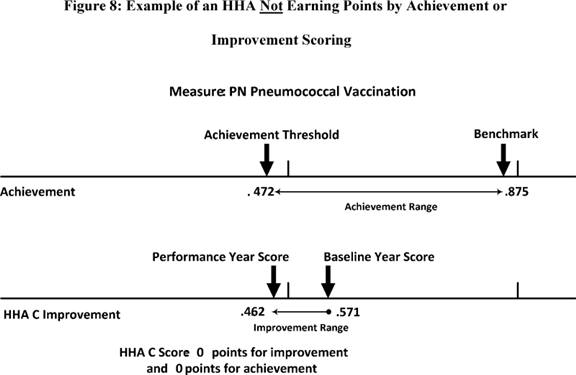 Figure 8: Example of an HHA Not Earning Points by Achievement or
Improvement Scoring
Measure: PN Pneumococcal Vaccination
Achievement Threshold
Benchmark
Achievement
.472
.875
Achievement Range
Performance Year Score
Baseline Year Score
HHA C Improvement
.462
.571
Improvement Range
HHA C Score 0 points for improvement
and 0 points for achievement